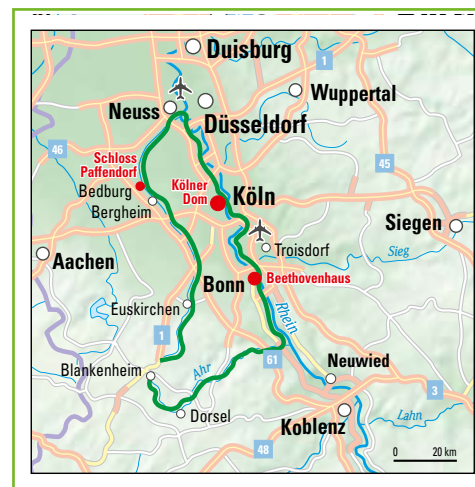 Duisburg
1
Wuppertal
Neuss
Düsseldorf
46
Schloss
Paffendorf
Bedburg
Bergheim
Kölner
Dom
Köln
45
Siegen
Troisdorf
Sieg
Aachen
Bonn
Beethovenhaus
Euskirchen
Rhein
1
Ahr
61
Blankenheim
Neuwied
3
Dorsel
Koblenz
Lahn
48
0 20 km